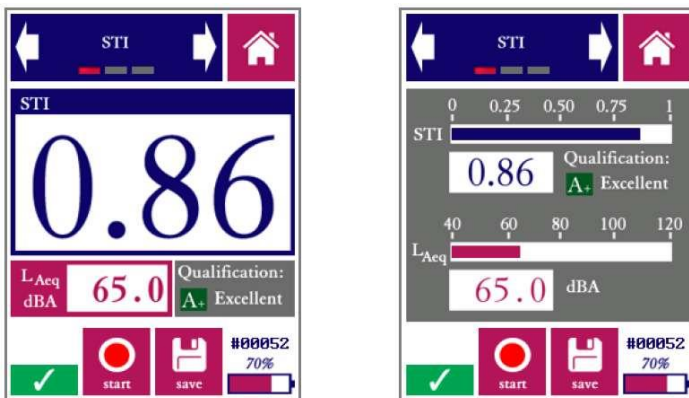 STI
STI
0.86
LAeq
dBA
65.0
Qualification:
A+ Excellent
start
save
#00052
70%
STI
0 0.25 0.50 0.75 1
STI
0.86
Qualification:
A+ Excellent
40 60 80 100 120
LAeq
65.0 dBA
start
save
#00052
70%